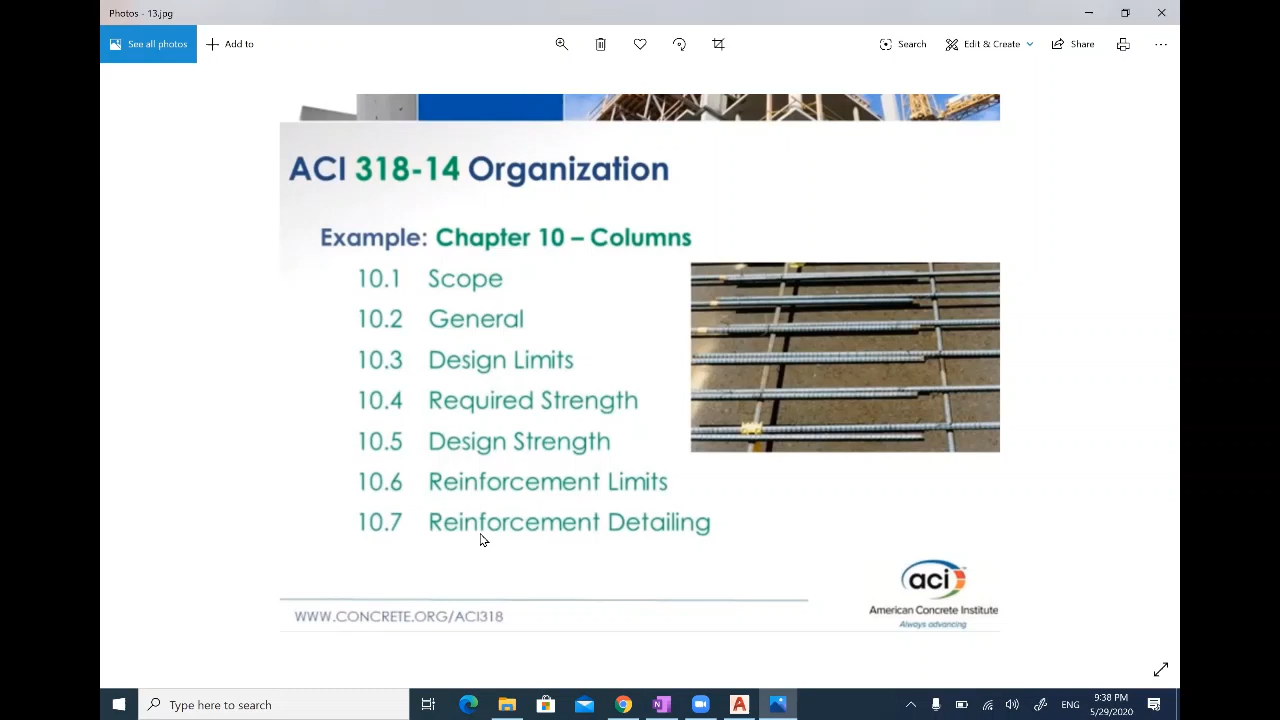 Photos - 13.jpg
See all photos
Add to
Search
Edit & Create
Share
ACI 318-14 Organization
Example: Chapter 10 – Columns
10.1 Scope
10.2 General
10.3 Design Limits
10.4 Required Strength
10.5 Design Strength
10.6 Reinforcement Limits
10.7 Reinforcement Detailing
WWW.CONCRETE.ORG/ACI318
aci
American Concrete Institute
Always advancing
Type here to search
ENG
9:38 PM
5/29/2020